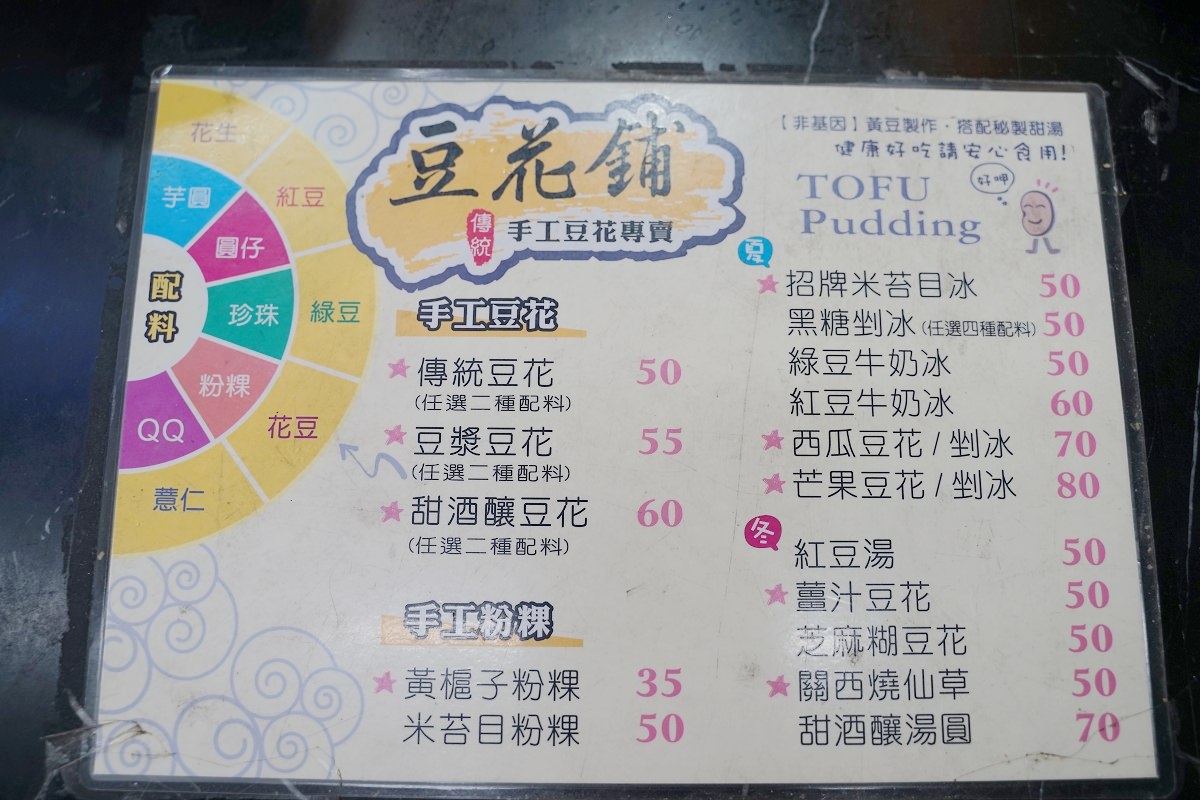 花生
紅豆
綠豆
花豆
薏仁
芋圓
圓仔
珍珠
粉粿
QQ
配料
豆花鋪
傳統
手工豆花專賣
【非基因】黃豆製作・搭配秘製甜湯
健康好吃請安心食用!
TOFU
Pudding
好呷
手工豆花
傳統豆花 50
(任選二種配料)
豆漿豆花 55
(任選二種配料)
甜酒釀豆花 60
(任選二種配料)
手工粉粿
黃槴子粉粿 35
米苔目粉粿 50
夏
招牌米苔目冰 50
黑糖剉冰(任選四種配料) 50
綠豆牛奶冰 50
紅豆牛奶冰 60
西瓜豆花/剉冰 70
芒果豆花/剉冰 80
冬
紅豆湯 50
薑汁豆花 50
芝麻糊豆花 50
關西燒仙草 50
甜酒釀湯圓 70